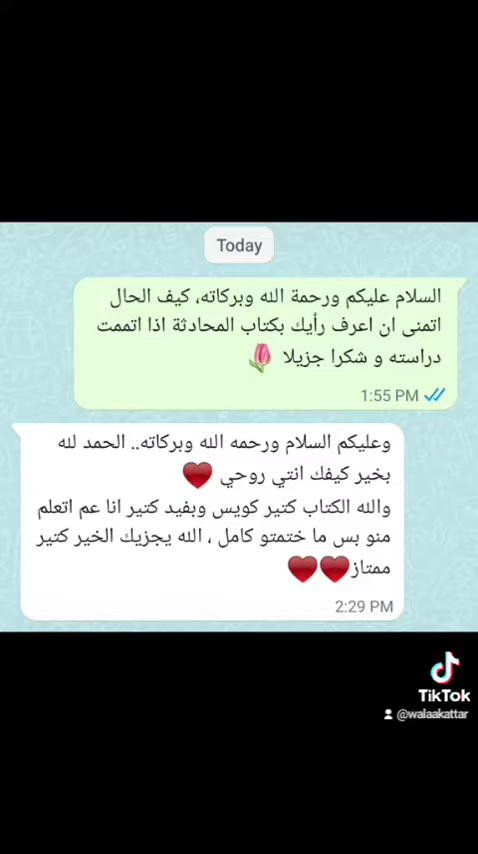 Today
السلام عليكم ورحمة الله وبركاته، كيف الحال
اتمنى ان اعرف رأيك بكتاب المحادثة اذا اتممت
دراسته و شكرا جزيلا 🌷
1:55 PM
وعليكم السلام ورحمه الله وبركاته.. الحمد لله
بخير كيفك انتي روحي ❤️
والله الكتاب كتير كويس وبفيد كتير انا عم اتعلم
منو بس ما ختمتو كامل ، الله يجزيك الخير كتير
ممتاز❤️❤️
2:29 PM
TikTok
@walaakattar